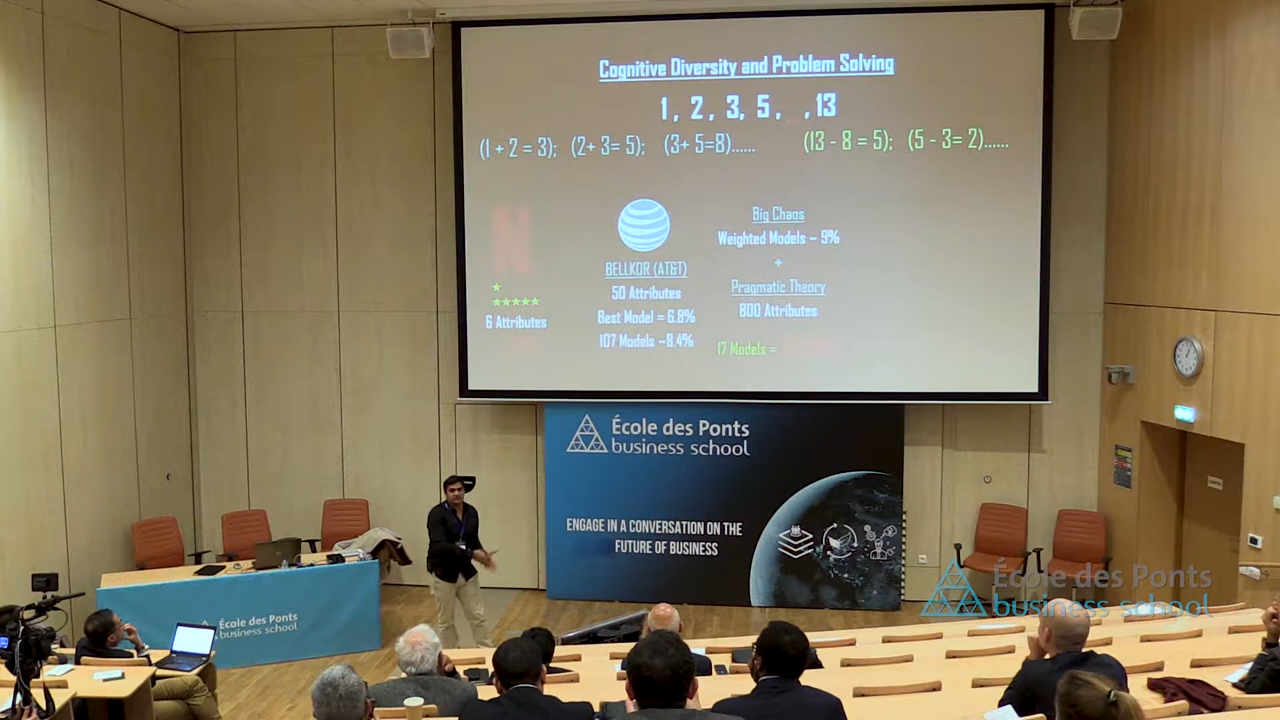 Cognitive Diversity and Problem Solving
1, 2, 3, 5, , 13
(1 + 2 = 3); (2+ 3= 5); (3+ 5=8)...... (13 - 8 = 5); (5 - 3= 2)......
N
6 Attributes
BELLKOR (AT&T)
50 Attributes
Best Model = 6.8%
107 Models ~8.4%
Big Chaos
Weighted Models ~ 9%
+
Pragmatic Theory
800 Attributes
17 Models =
École des Ponts
business school
ENGAGE IN A CONVERSATION ON THE
FUTURE OF BUSINESS
École des Ponts
business school
École des Ponts
business school